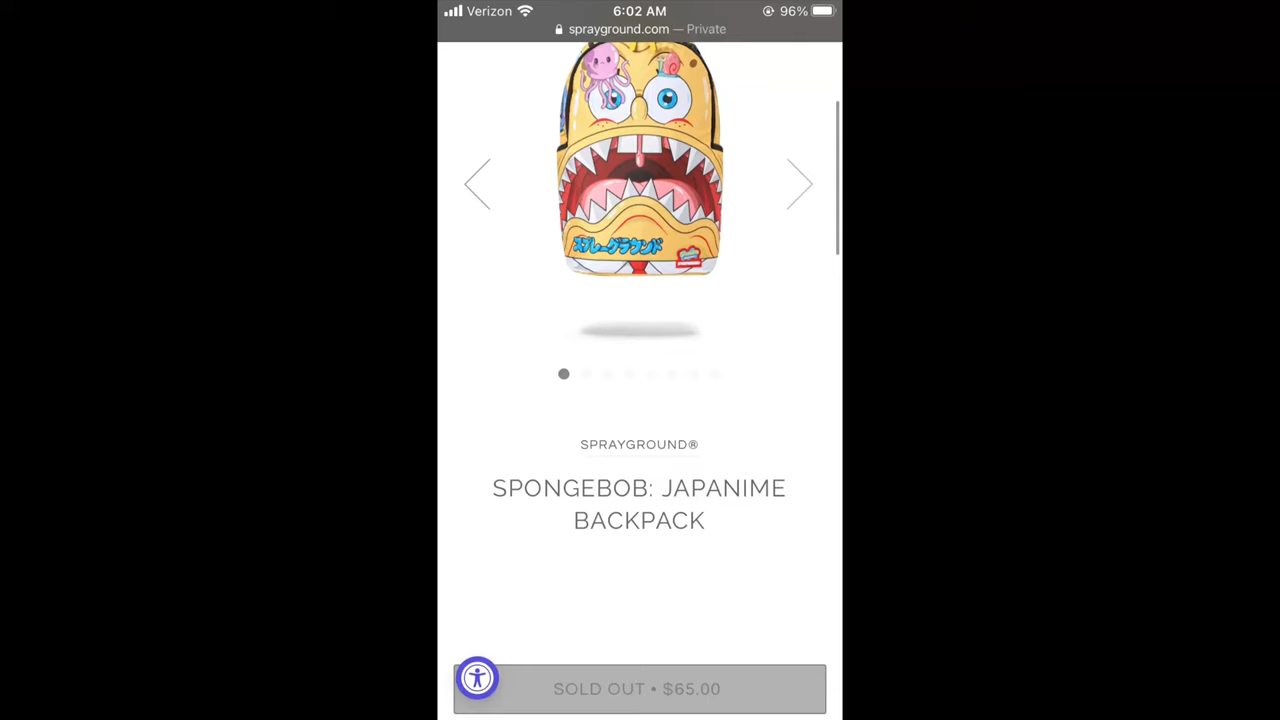 Verizon 6:02 AM 96%
sprayground.com — Private
スプレーグラウンド
SPRAYGROUND®
SPONGEBOB: JAPANIME
BACKPACK
SOLD OUT • $65.00